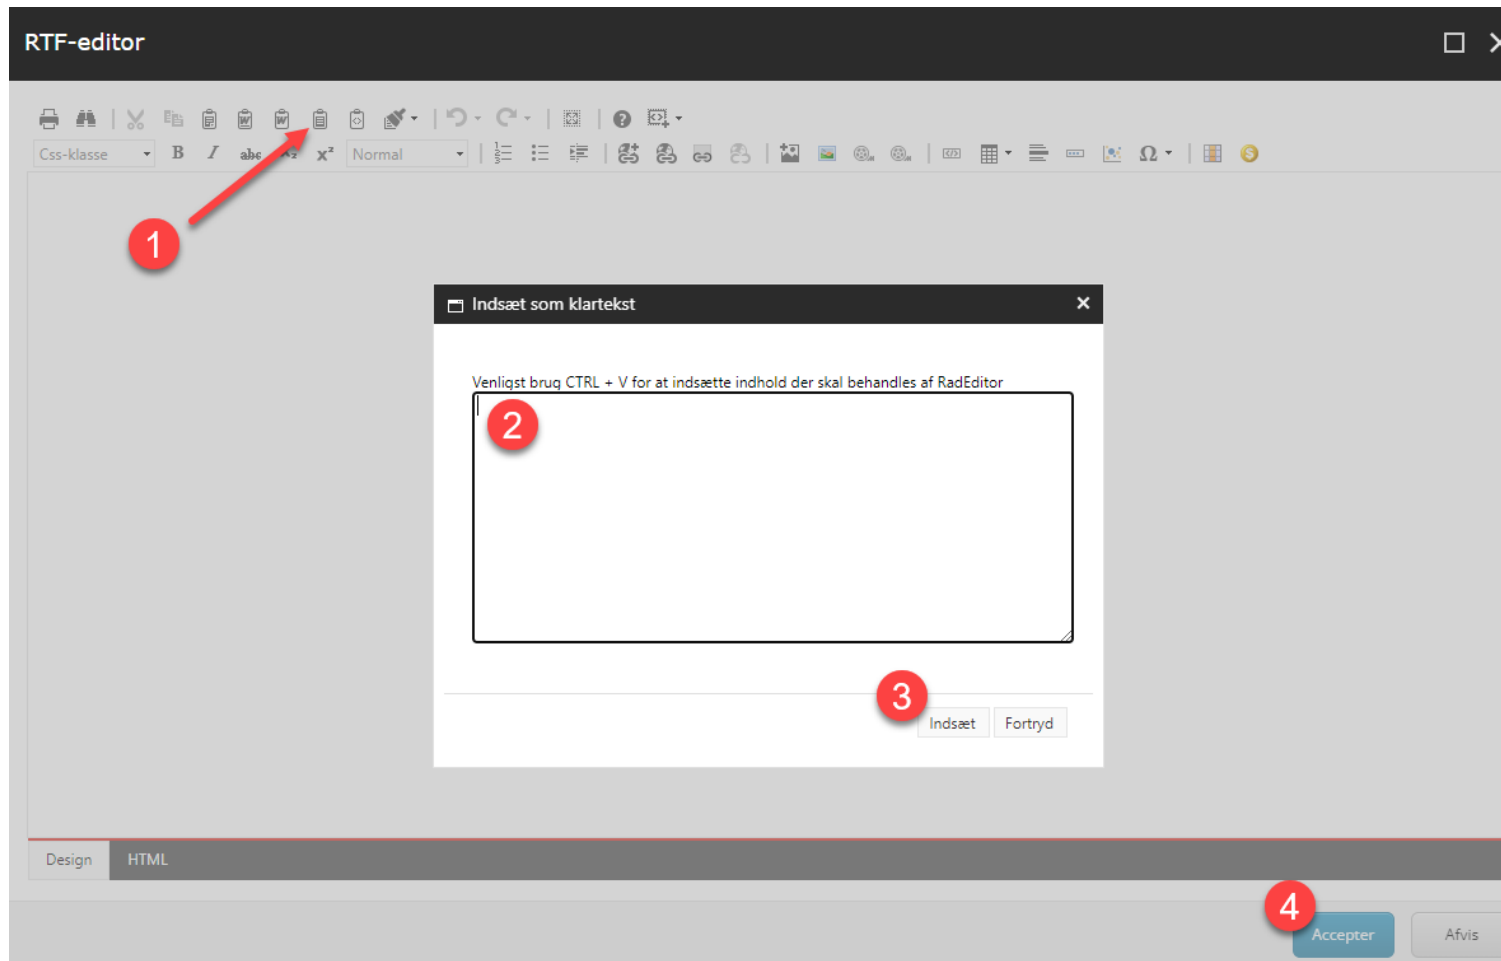 RTF-editor
Css-klasse B I abc x₂ x² Normal Ω
1
Indsæt som klartekst
Venligst brug CTRL + V for at indsætte indhold der skal behandles af RadEditor
2
3
Indsæt Fortryd
Design HTML
4
Accepter Afvis